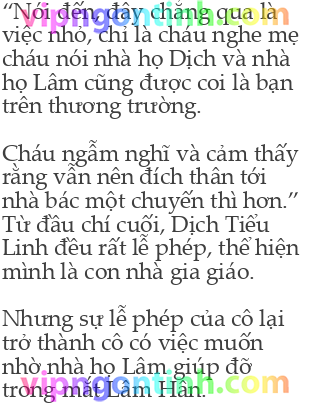 “Nói đến, đây chẳng qua là
việc nhỏ, chỉ là cháu nghe mẹ
cháu nói nhà họ Dịch và nhà
họ Lâm cũng được coi là bạn
trên thương trường.
Cháu ngẫm nghĩ và cảm thấy
rằng vẫn nên đích thân tới
nhà bác một chuyến thì hơn.”
Từ đầu chí cuối, Dịch Tiểu
Linh đều rất lễ phép, thể hiện
mình là con nhà gia giáo.
Nhưng sự lễ phép của cô lại
trở thành cô có việc muốn
nhờ nhà họ Lâm giúp đỡ
trong mắt Lâm Hân.
vipngontinh.com
vipngontinh.com